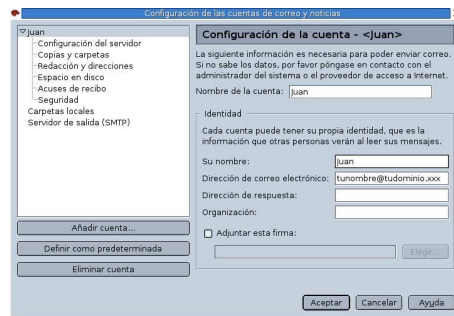 Configuración de las cuentas de correo y noticias
Juan
Configuración del servidor
Copias y carpetas
Redacción y direcciones
Espacio en disco
Acuses de recibo
Seguridad
Carpetas locales
Servidor de salida (SMTP)
Añadir cuenta...
Definir como predeterminada
Eliminar cuenta
Configuración de la cuenta - <Juan>
La siguiente información es necesaria para poder enviar correo.
Si no sabe los datos, por favor póngase en contacto con el
administrador del sistema o el proveedor de acceso a Internet.
Nombre de la cuenta: Juan
Identidad
Cada cuenta puede tener su propia identidad, que es la
información que otras personas verán al leer sus mensajes.
Su nombre: Juan
Dirección de correo electrónico: tunombre@tudominio.xxx
Dirección de respuesta:
Organización:
Adjuntar esta firma:
Elegir...
Aceptar Cancelar Ayuda